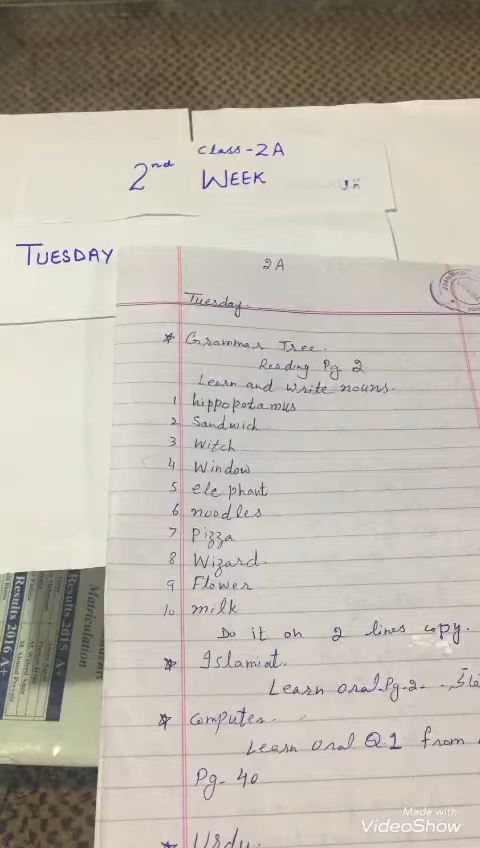 Class-2A
2nd WEEK
TUESDAY
2A
Tuesday.
* Grammar Tree.
Reading Pg. 2
Learn and write nouns.
1 hippopotamus
2 Sandwich
3 Witch
4 Window
5 elephant
6 noodles
7 Pizza
8 Wizard.
9 Flower
10 milk
Do it on 2 lines copy.
* Islamiat.
Learn oral Pg. 2
* Computer.
Learn oral Q.1 from
Pg. 40
* Urdu.
Matriculation
Results 2015 A+
Results 2016 A+
Made with
VideoShow